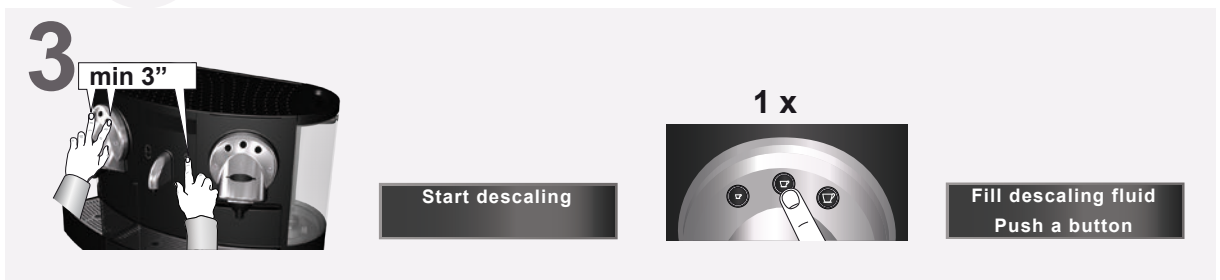 3
min 3”
Start descaling
1 x
Fill descaling fluid
Push a button